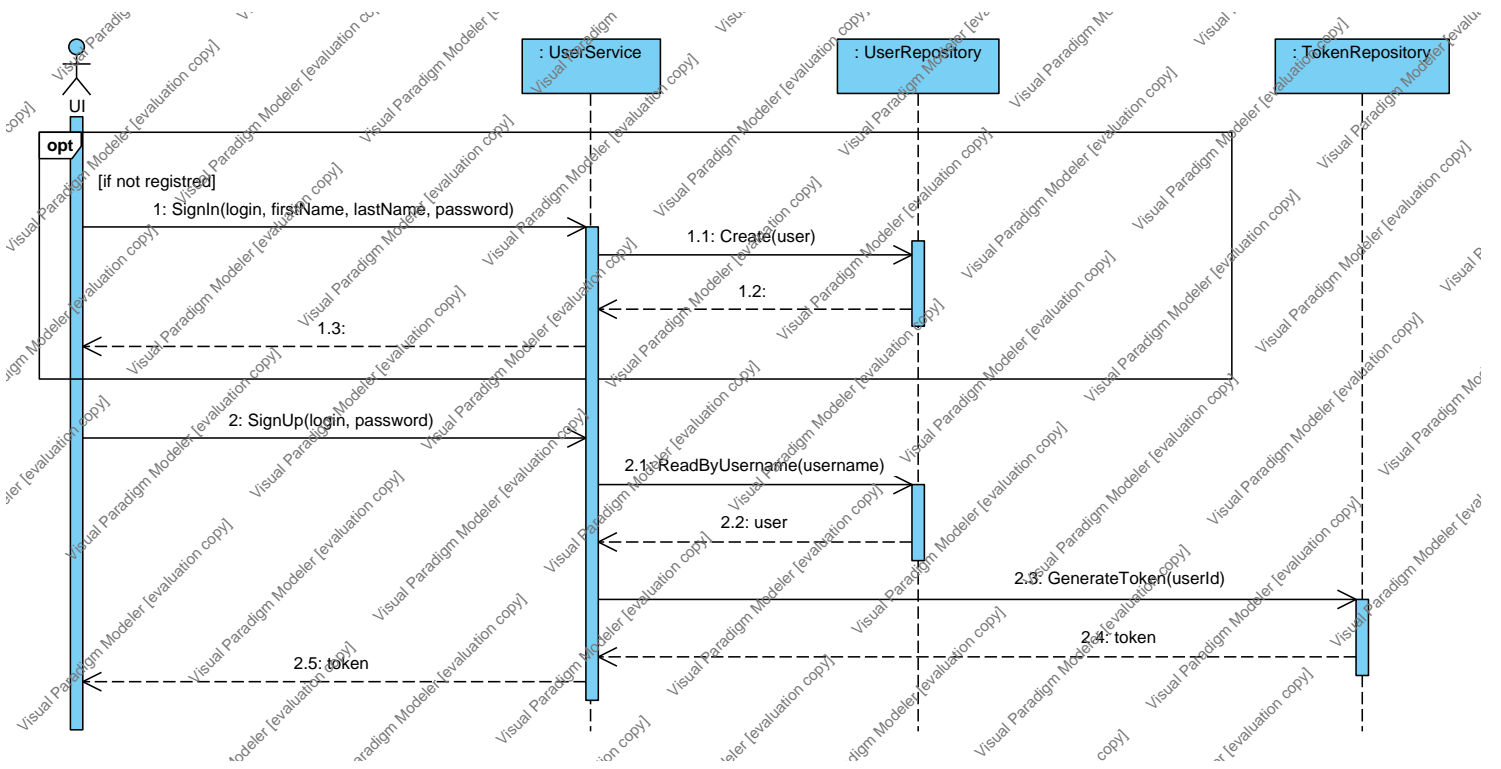 : UserService
: UserRepository
: TokenRepository
UI
opt
[if not registred]
1: SignIn(login, firstName, lastName, password)
1.1: Create(user)
1.2:
1.3:
2: SignUp(login, password)
2.1: ReadByUsername(username)
2.2: user
2.3: GenerateToken(userId)
2.4: token
2.5: token
Visual Paradigm Modeler [evaluation copy]